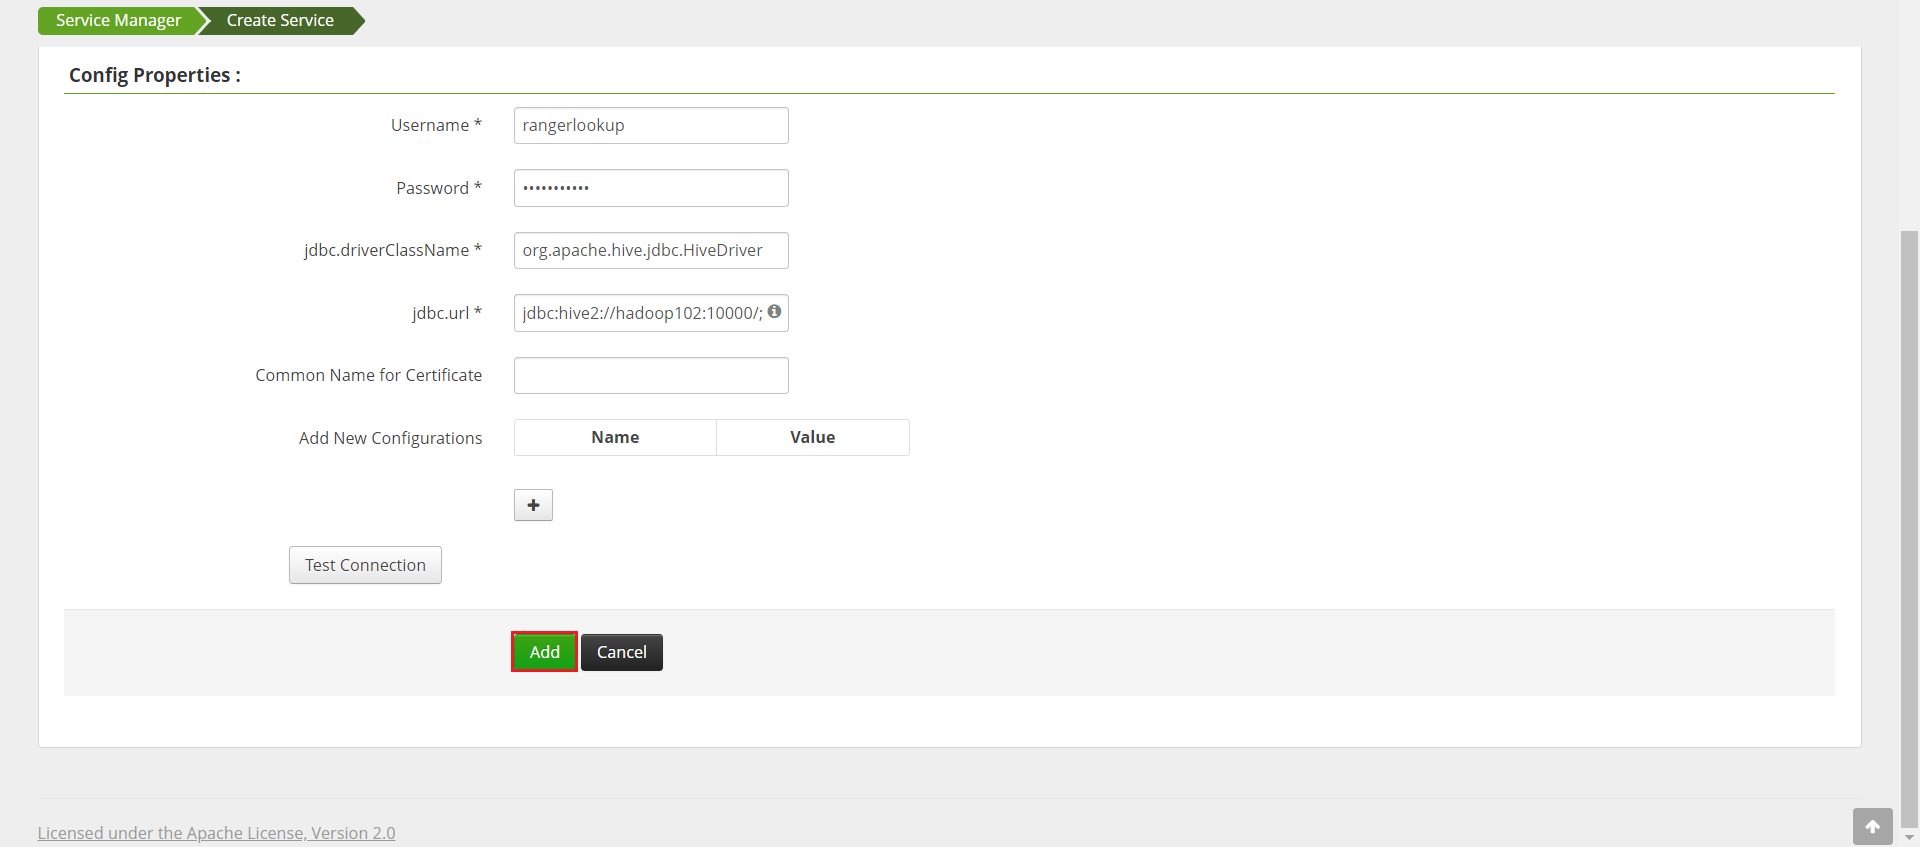 Service Manager Create Service
Config Properties :
Username * rangerlookup
Password * •••••••••••
jdbc.driverClassName * org.apache.hive.jdbc.HiveDriver
jdbc.url * jdbc:hive2://hadoop102:10000/;
Common Name for Certificate
Add New Configurations Name Value
Test Connection
Add Cancel
Licensed under the Apache License, Version 2.0